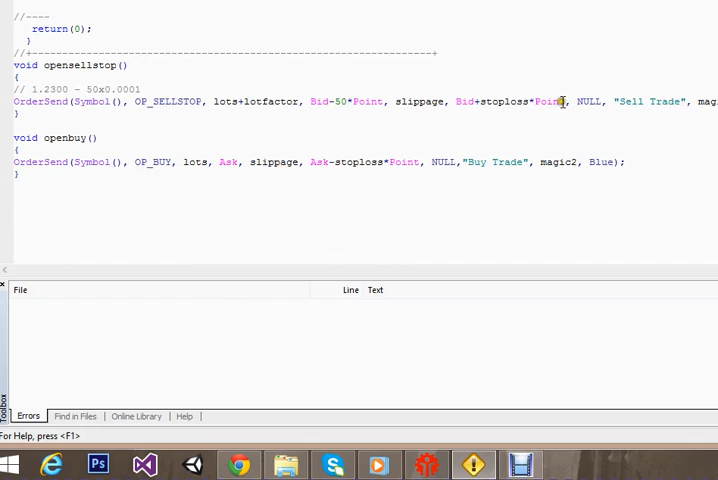 //----
return(0);
}
//+------------------------------------------------------------------+
void opensellstop()
{
// 1.2300 - 50x0.0001
OrderSend(Symbol(), OP_SELLSTOP, lots+lotfactor, Bid-50*Point, slippage, Bid+stoploss*Point, NULL, "Sell Trade", magi
}
void openbuy()
{
OrderSend(Symbol(), OP_BUY, lots, Ask, slippage, Ask-stoploss*Point, NULL,"Buy Trade", magic2, Blue);
}
File Line Text
Toolbox
Errors Find in Files Online Library Help
For Help, press <F1>
Ps